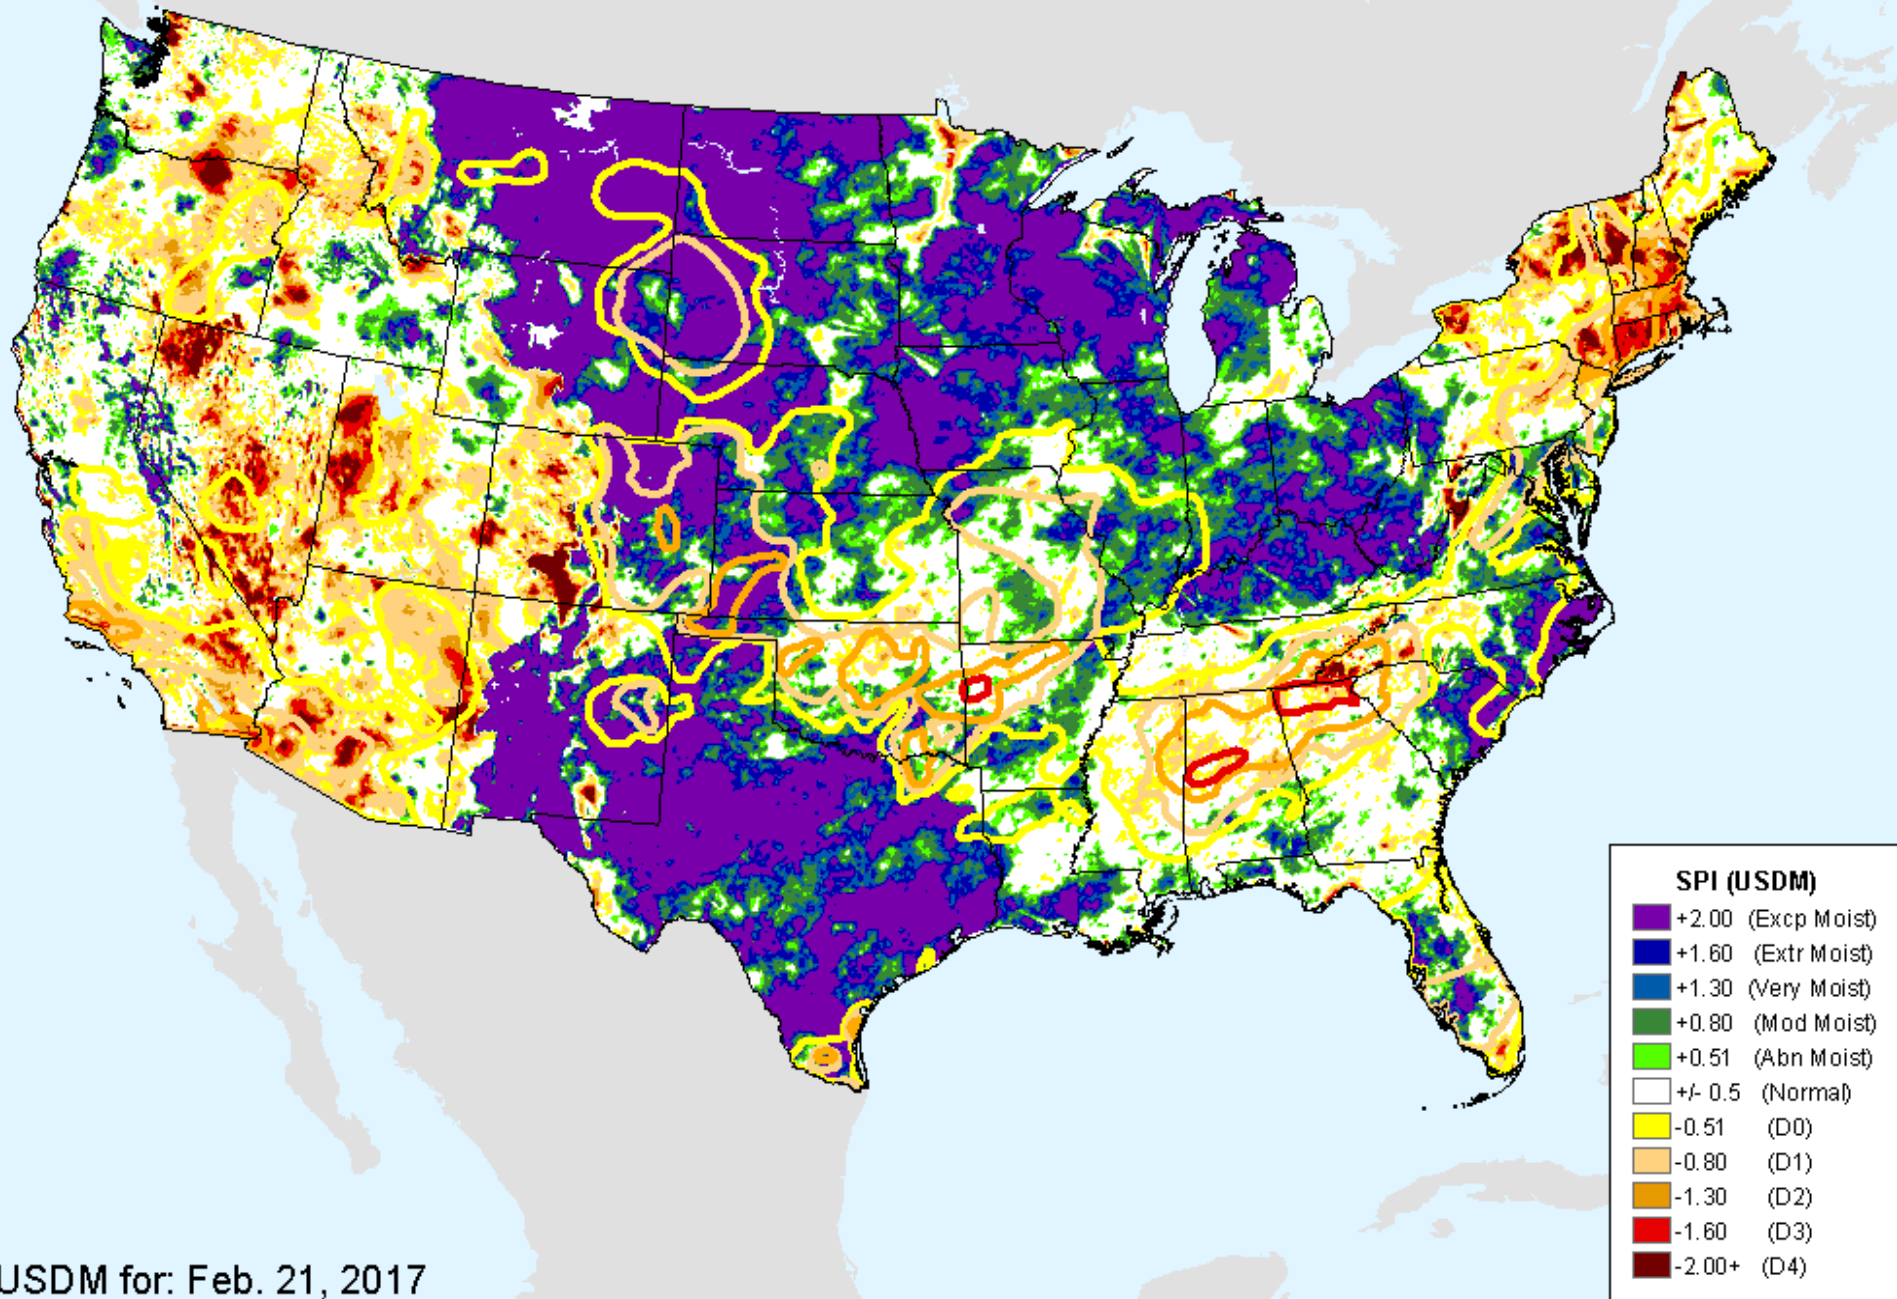 SPI (USDM)
+2.00 (Excp Moist)
+1.60 (Extr Moist)
+1.30 (Very Moist)
+0.80 (Mod Moist)
+0.51 (Abn Moist)
+/- 0.5 (Normal)
-0.51 (D0)
-0.80 (D1)
-1.30 (D2)
-1.60 (D3)
-2.00+ (D4)
USDM for: Feb. 21, 2017